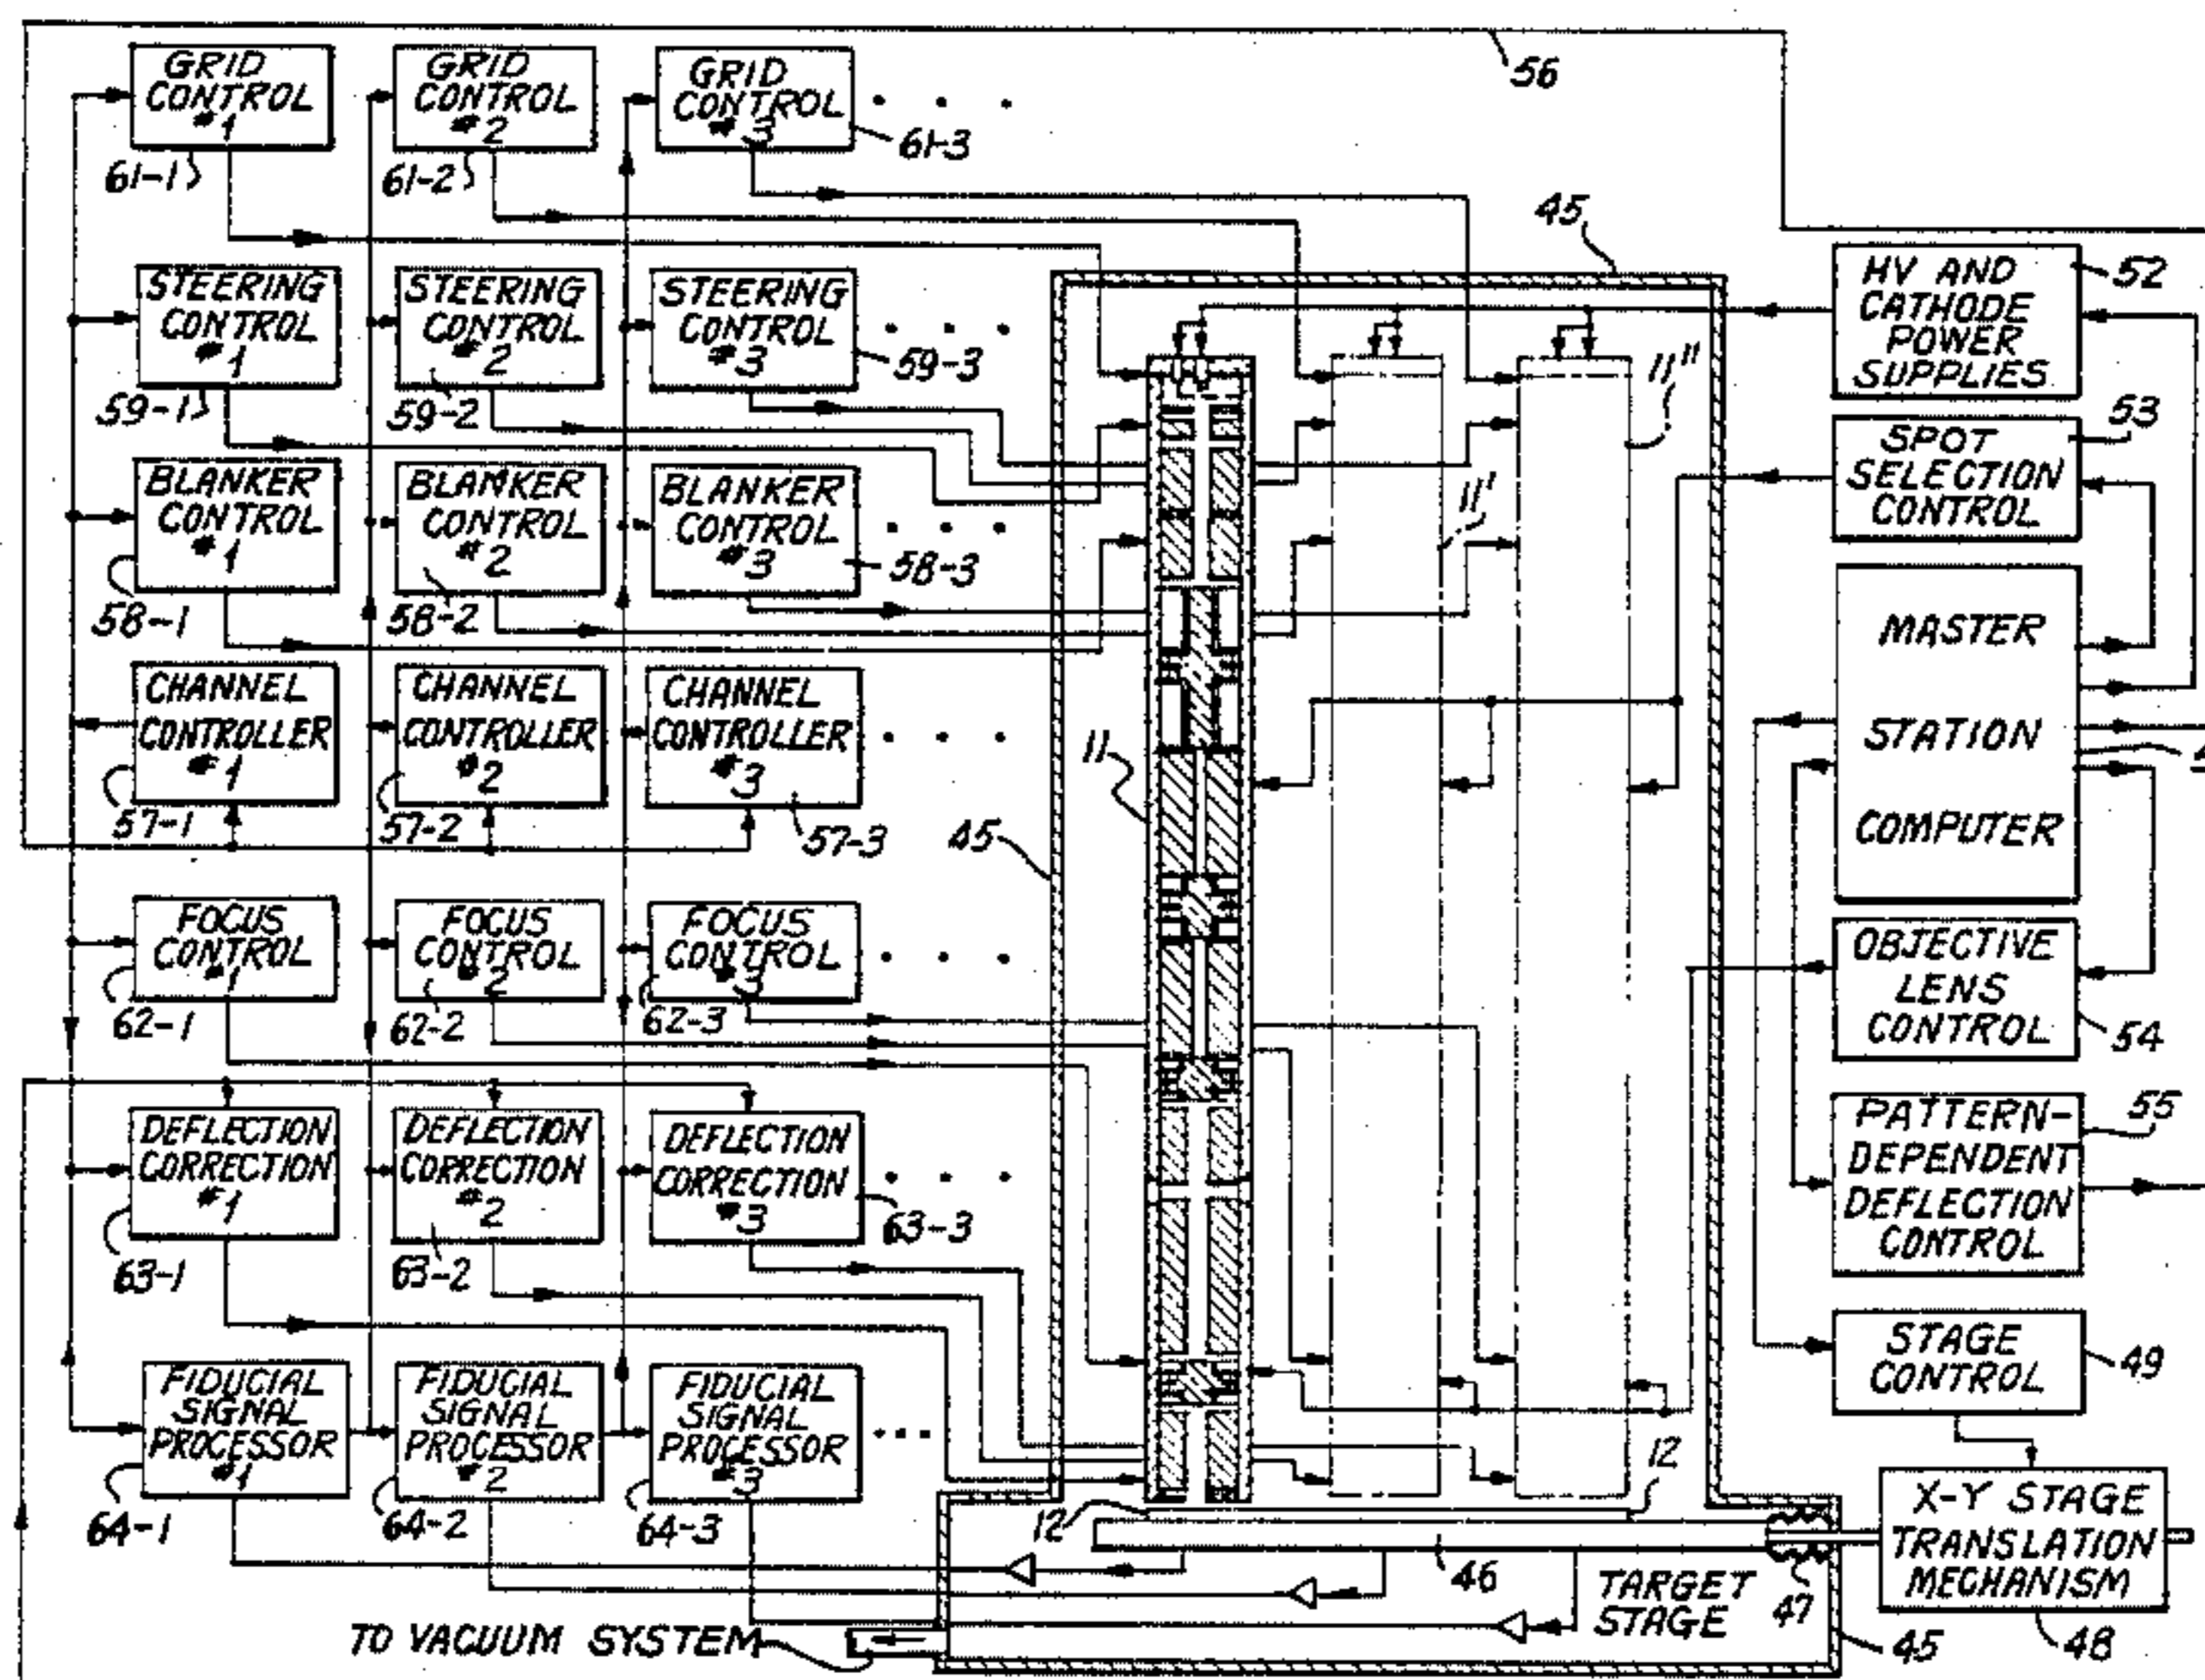 56
GRID
CONTROL
#1
GRID
CONTROL
#2
GRID
CONTROL
#3
61-1
61-2
61-3
45
STEERING
CONTROL
#1
STEERING
CONTROL
#2
STEERING
CONTROL
#3
59-1
59-2
59-3
HV AND
CATHODE
POWER
SUPPLIES
52
11"
BLANKER
CONTROL
#1
BLANKER
CONTROL
#2
BLANKER
CONTROL
#3
58-1
58-2
58-3
11'
SPOT
SELECTION
CONTROL
53
CHANNEL
CONTROLLER
#1
CHANNEL
CONTROLLER
#2
CHANNEL
CONTROLLER
#3
57-1
57-2
57-3
11
45
MASTER
STATION
COMPUTER
FOCUS
CONTROL
#1
FOCUS
CONTROL
#2
FOCUS
CONTROL
#3
62-1
62-2
62-3
OBJECTIVE
LENS
CONTROL
54
DEFLECTION
CORRECTION
#1
DEFLECTION
CORRECTION
#2
DEFLECTION
CORRECTION
#3
63-1
63-2
63-3
PATTERN-
DEPENDENT
DEFLECTION
CONTROL
55
FIDUCIAL
SIGNAL
PROCESSOR
#1
FIDUCIAL
SIGNAL
PROCESSOR
#2
FIDUCIAL
SIGNAL
PROCESSOR
#3
64-1
64-2
64-3
STAGE
CONTROL
49
12
12
X-Y STAGE
TRANSLATION
MECHANISM
48
46
TARGET
STAGE
47
45
TO VACUUM SYSTEM